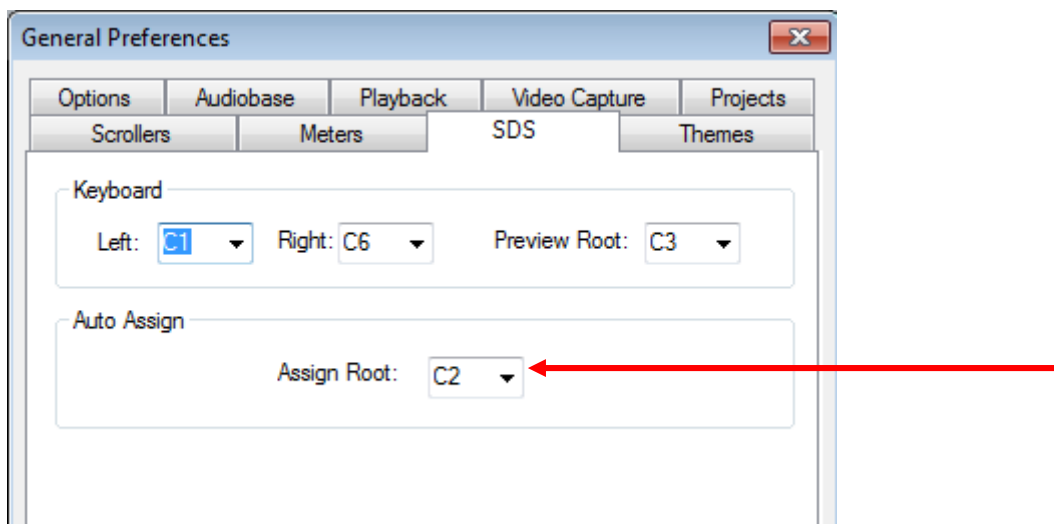 General Preferences
Options Audiobase Playback Video Capture Projects
Scrollers Meters SDS Themes
Keyboard
Left: C1 Right: C6 Preview Root: C3
Auto Assign
Assign Root: C2